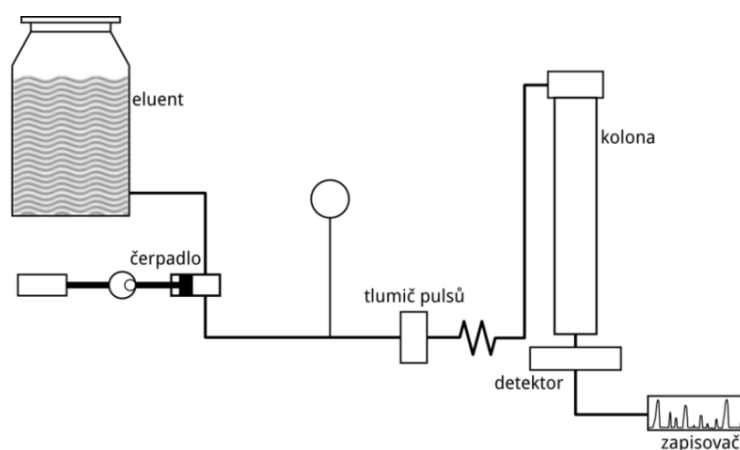 eluent
kolona
čerpadlo
tlumič pulsů
detektor
zapisovač